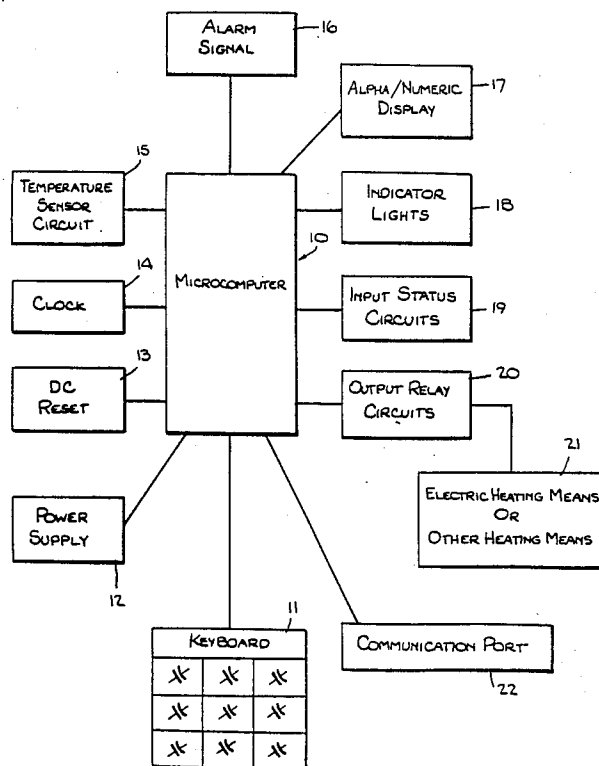 ALARM
SIGNAL
16
ALPHA/NUMERIC
DISPLAY
17
15
TEMPERATURE
SENSOR
CIRCUIT
MICROCOMPUTER
10
INDICATOR
LIGHTS
18
14
CLOCK
INPUT STATUS
CIRCUITS
19
13
DC
RESET
OUTPUT RELAY
CIRCUITS
20
21
ELECTRIC HEATING MEANS
OR
OTHER HEATING MEANS
POWER
SUPPLY
12
11
KEYBOARD
COMMUNICATION PORT
22